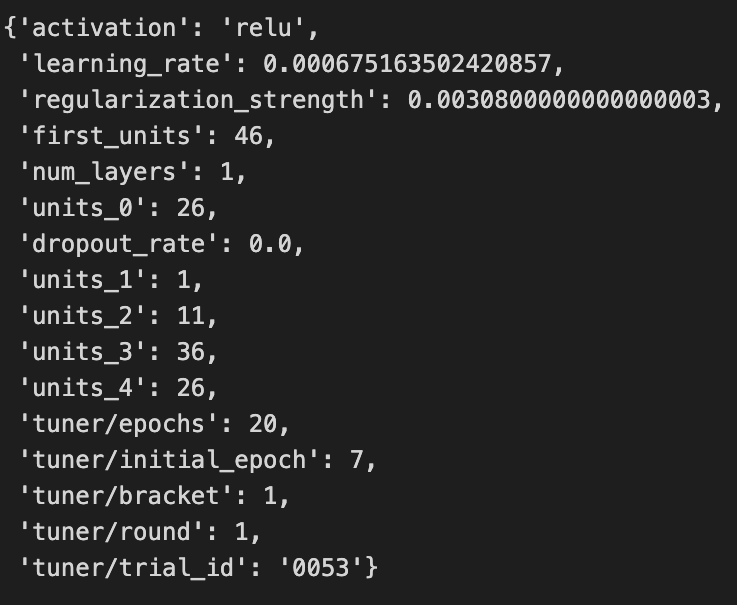 {'activation': 'relu',
 'learning_rate': 0.000675163502420857,
 'regularization_strength': 0.0030800000000000003,
 'first_units': 46,
 'num_layers': 1,
 'units_0': 26,
 'dropout_rate': 0.0,
 'units_1': 1,
 'units_2': 11,
 'units_3': 36,
 'units_4': 26,
 'tuner/epochs': 20,
 'tuner/initial_epoch': 7,
 'tuner/bracket': 1,
 'tuner/round': 1,
 'tuner/trial_id': '0053'}